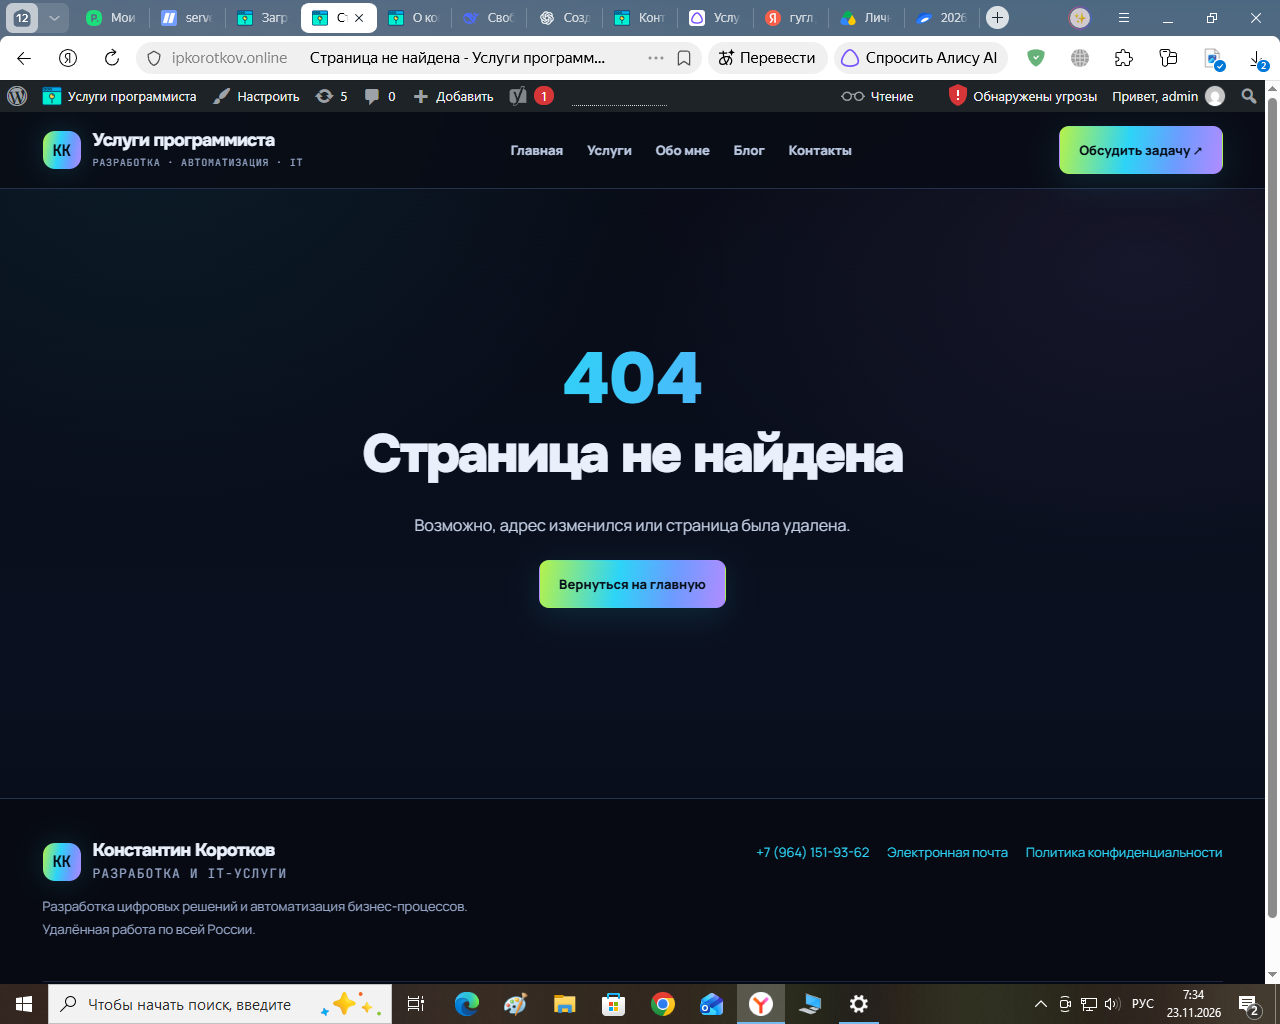 12
Мои
serve
Загр
Ст
О ко
Своб
Созд
Конт
Услу
гугл
Личн
2026
ipkorotkov.online
Страница не найдена - Услуги программ...
Перевести
Спросить Алису AI
2
Услуги программиста
Настроить
5
0
Добавить
1
Чтение
Обнаружены угрозы
Привет, admin
КК
Услуги программиста
РАЗРАБОТКА · АВТОМАТИЗАЦИЯ · IT
Главная
Услуги
Обо мне
Блог
Контакты
Обсудить задачу ↗
404
Страница не найдена
Возможно, адрес изменился или страница была удалена.
Вернуться на главную
КК
Константин Коротков
РАЗРАБОТКА И IT-УСЛУГИ
+7 (964) 151-93-62
Электронная почта
Политика конфиденциальности
Разработка цифровых решений и автоматизация бизнес-процессов.
Удалённая работа по всей России.
Чтобы начать поиск, введите
РУС
7:34
23.11.2026
2